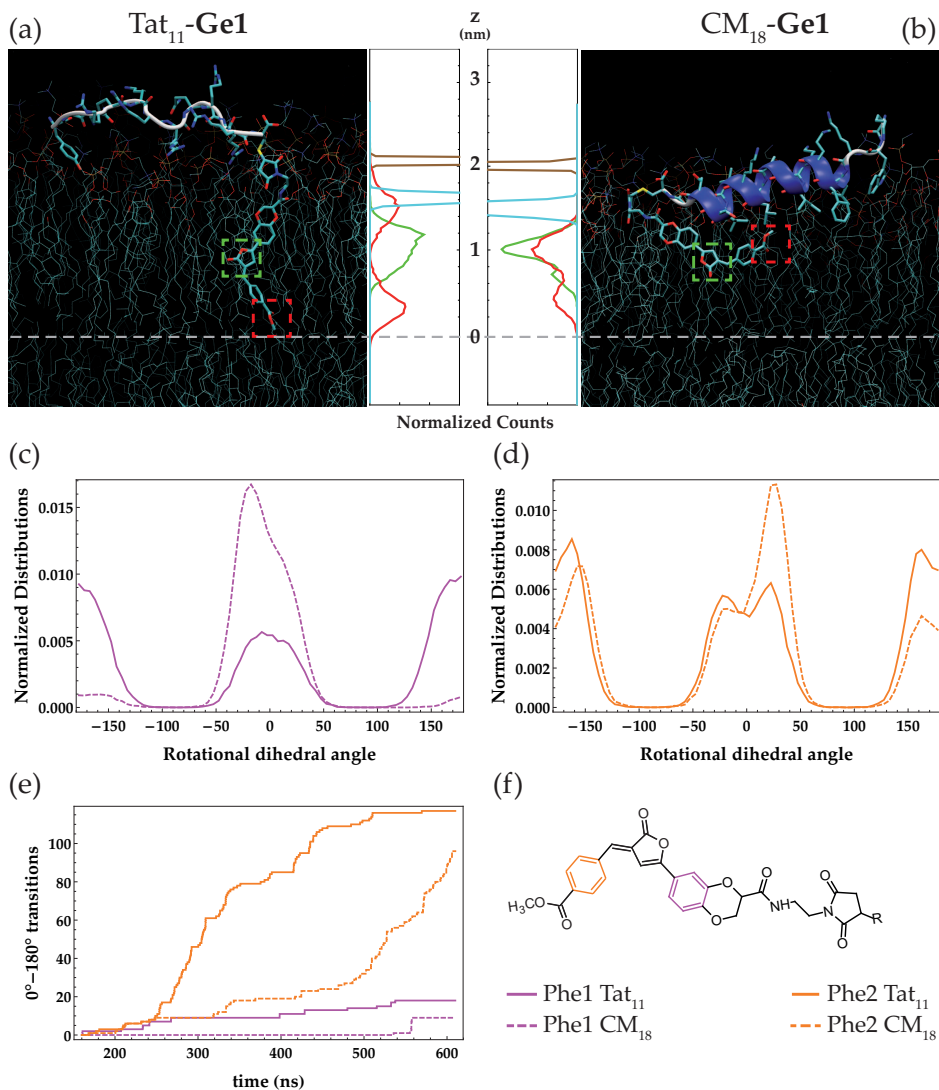 (a) Tat₁₁-Ge1 Z (nm) CM₁₈-Ge1 (b)
3
2
1
0
Normalized Counts
(c) (d)
Normalized Distributions
0.015
0.010
0.005
0.000
−150 −100 −50 0 50 100 150
Rotational dihedral angle
Normalized Distributions
0.010
0.008
0.006
0.004
0.002
0.000
−150 −100 −50 0 50 100 150
Rotational dihedral angle
(e) (f)
0°−180° transitions
100
80
60
40
20
0
200 300 400 500 600
time (ns)
O
O
O
O
O
NH
O
O
H₃CO
O
N
R
O
Phe1 Tat₁₁ Phe2 Tat₁₁
Phe1 CM₁₈ Phe2 CM₁₈